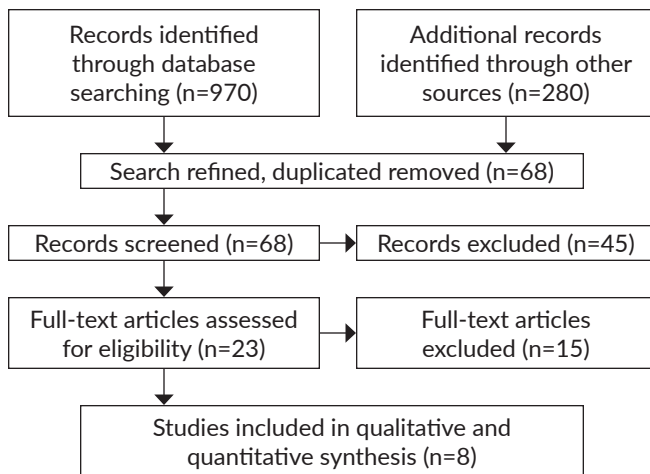 Records identified
through database
searching (n=970)
Additional records
identified through other
sources (n=280)
Search refined, duplicated removed (n=68)
Records screened (n=68)
Records excluded (n=45)
Full-text articles assessed
for eligibility (n=23)
Full-text articles
excluded (n=15)
Studies included in qualitative and
quantitative synthesis (n=8)